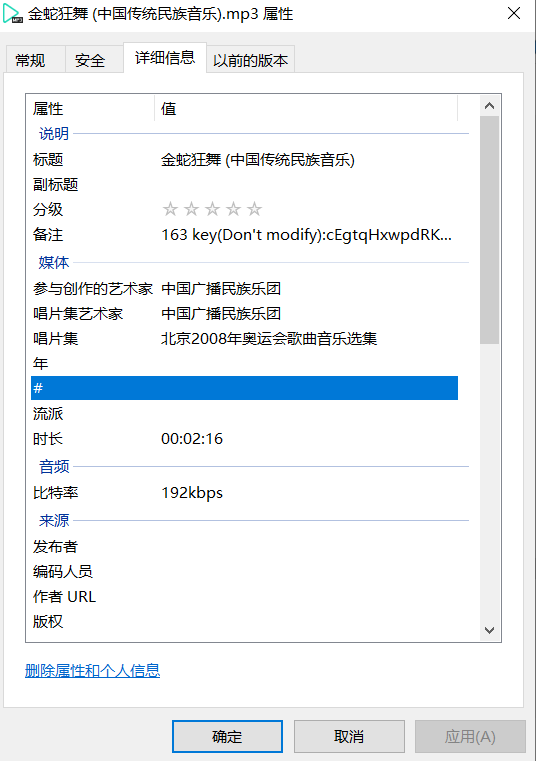 金蛇狂舞 (中国传统民族音乐).mp3 属性
常规 安全 详细信息 以前的版本
属性 值
说明
标题 金蛇狂舞 (中国传统民族音乐)
副标题
分级 ☆☆☆☆☆
备注 163 key(Don't modify):cEgtqHxwpdRK...
媒体
参与创作的艺术家 中国广播民族乐团
唱片集艺术家 中国广播民族乐团
唱片集 北京2008年奥运会歌曲音乐选集
年
#
流派
时长 00:02:16
音频
比特率 192kbps
来源
发布者
编码人员
作者 URL
版权
删除属性和个人信息
确定 取消 应用(A)